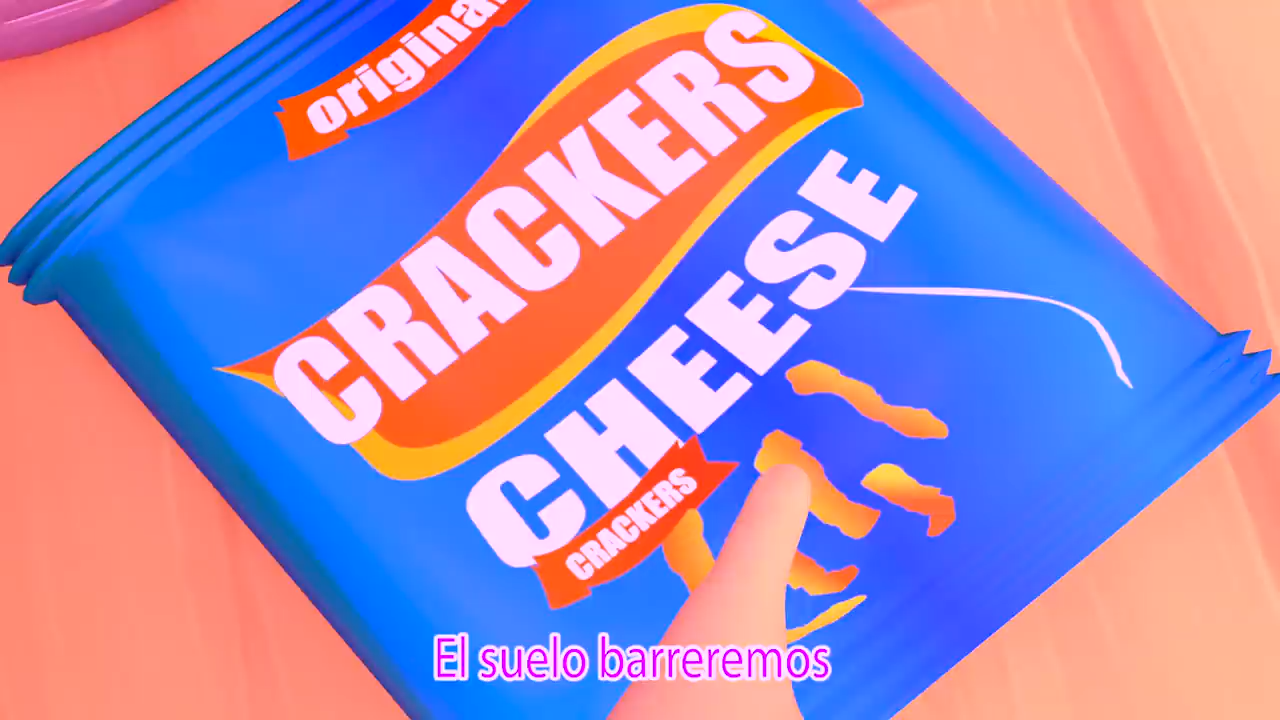 original
CRACKERS
CHEESE
CRACKERS
El suelo barreremos